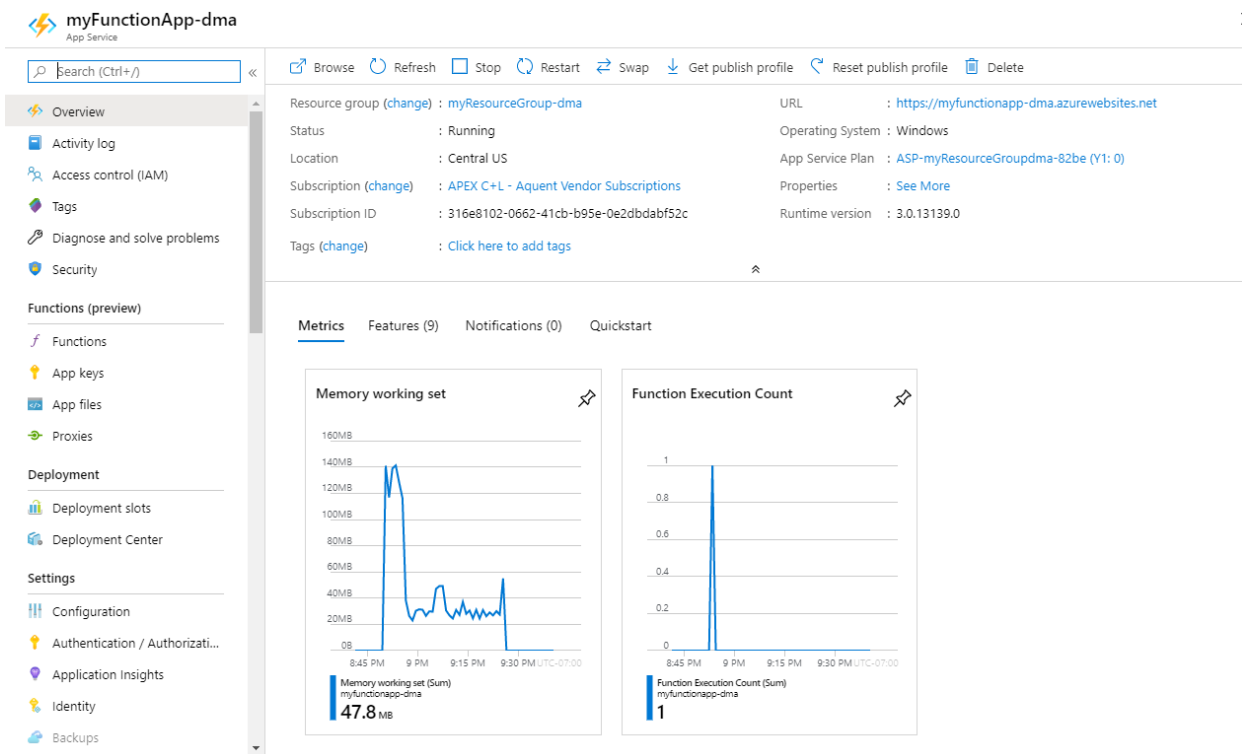 myFunctionApp-dma
App Service
Search (Ctrl+/)
«
Overview
Activity log
Access control (IAM)
Tags
Diagnose and solve problems
Security
Functions (preview)
Functions
App keys
App files
Proxies
Deployment
Deployment slots
Deployment Center
Settings
Configuration
Authentication / Authorizati...
Application Insights
Identity
Backups
Browse Refresh Stop Restart Swap Get publish profile Reset publish profile Delete
Resource group (change) : myResourceGroup-dma
Status : Running
Location : Central US
Subscription (change) : APEX C+L - Aquent Vendor Subscriptions
Subscription ID : 316e8102-0662-41cb-b95e-0e2dbdabf52c
Tags (change) : Click here to add tags
URL : https://myfunctionapp-dma.azurewebsites.net
Operating System : Windows
App Service Plan : ASP-myResourceGroupdma-82be (Y1: 0)
Properties : See More
Runtime version : 3.0.13139.0
Metrics Features (9) Notifications (0) Quickstart
Memory working set
160MB
140MB
120MB
100MB
80MB
60MB
40MB
20MB
0B
8:45 PM 9 PM 9:15 PM 9:30 PM UTC-07:00
Memory working set (Sum)
myfunctionapp-dma
47.8 MB
Function Execution Count
1
0.8
0.6
0.4
0.2
0
8:45 PM 9 PM 9:15 PM 9:30 PM UTC-07:00
Function Execution Count (Sum)
myfunctionapp-dma
1